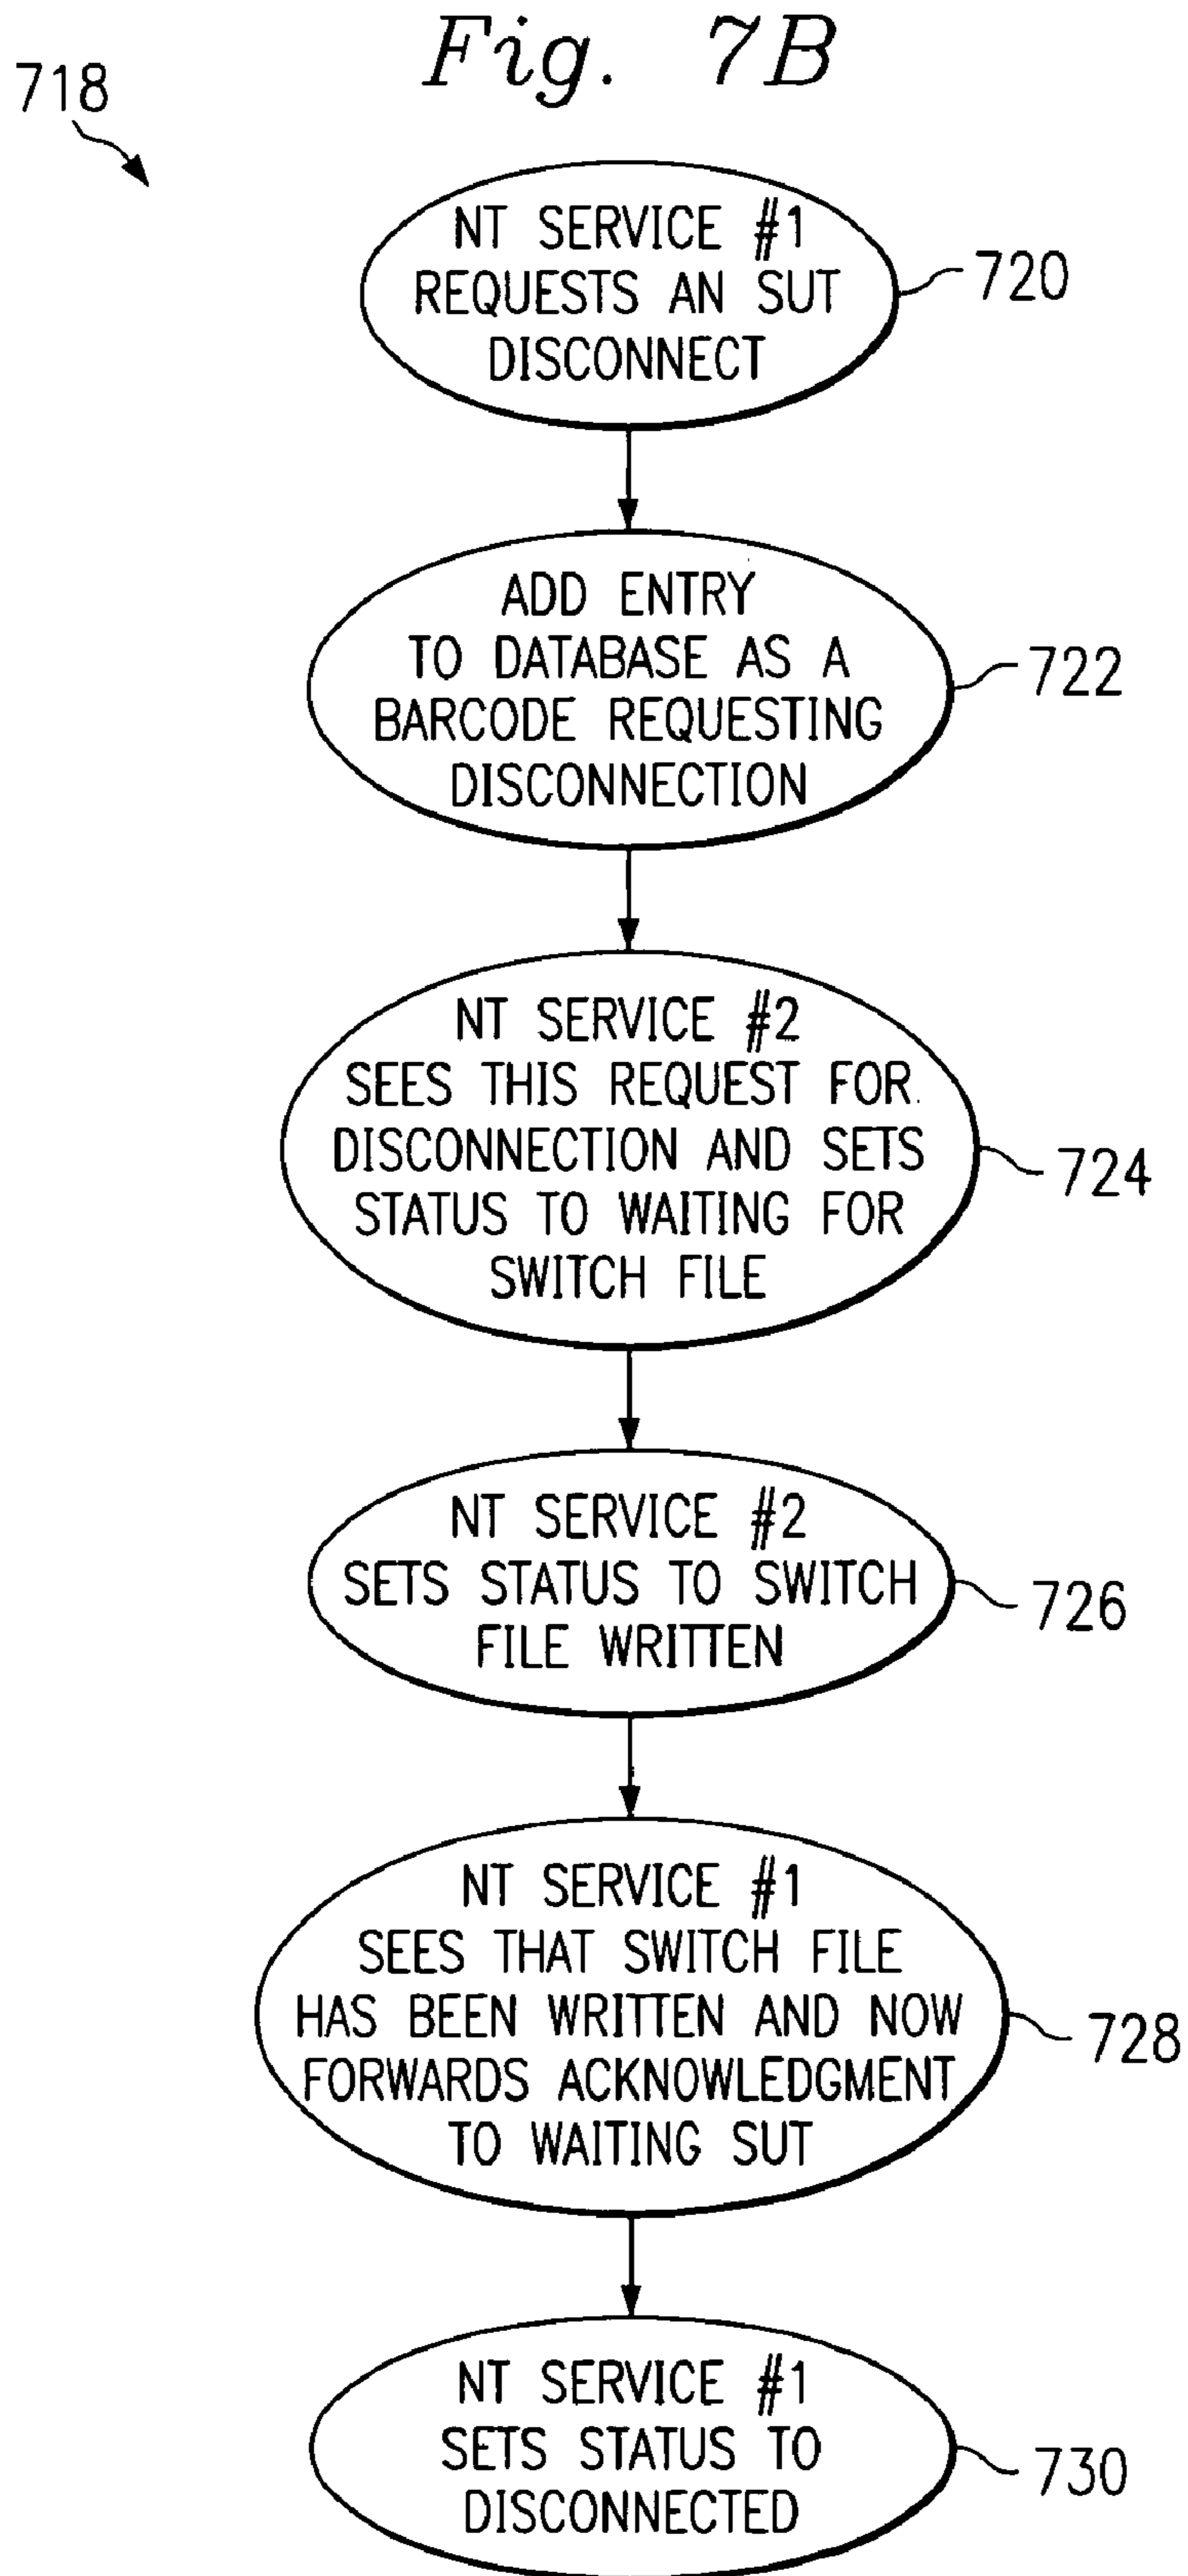 Fig. 7B
718
NT SERVICE #1
REQUESTS AN SUT
DISCONNECT
720
ADD ENTRY
TO DATABASE AS A
BARCODE REQUESTING
DISCONNECTION
722
NT SERVICE #2
SEES THIS REQUEST FOR
DISCONNECTION AND SETS
STATUS TO WAITING FOR
SWITCH FILE
724
NT SERVICE #2
SETS STATUS TO SWITCH
FILE WRITTEN
726
NT SERVICE #1
SEES THAT SWITCH FILE
HAS BEEN WRITTEN AND NOW
FORWARDS ACKNOWLEDGMENT
TO WAITING SUT
728
NT SERVICE #1
SETS STATUS TO
DISCONNECTED
730